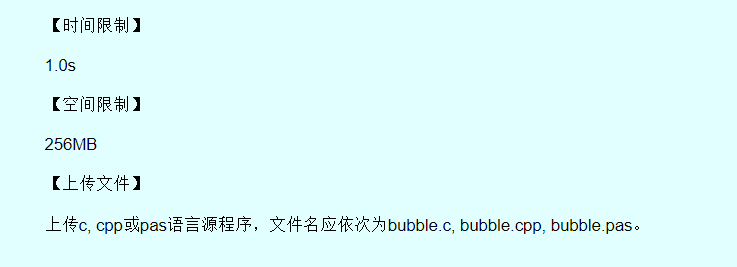 【时间限制】
1.0s
【空间限制】
256MB
【上传文件】
上传c, cpp或pas语言源程序，文件名应依次为bubble.c, bubble.cpp, bubble.pas。